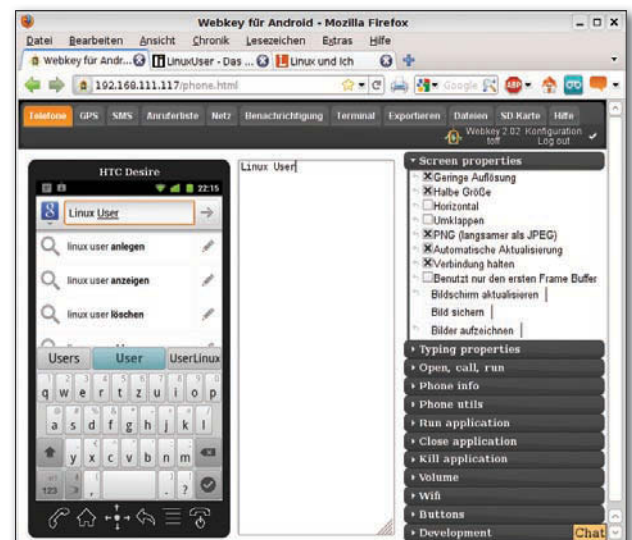 Webkey für Android - Mozilla Firefox
Datei Bearbeiten Ansicht Chronik Lesezeichen Extras Hilfe
Webkey für Andr... LinuxUser - Das ... Linux und Ich
192.168.111.117/phone.html Google
Telefone GPS SMS Anruferliste Netz Benachrichtigung Terminal Exportieren Dateien SD Karte Hilfe
Webkey 2.02 Konfiguration
toff Log out
HTC Desire
22:15
Linux User
linux user anlegen
linux user anzeigen
linux user löschen
Users User UserLinux
q w e r t z u i o p
a s d f g h j k l
y x c v b n m
123 , . ?
Linux User
Screen properties
Geringe Auflösung
Halbe Größe
Horizontal
Umklappen
PNG (langsamer als JPEG)
Automatische Aktualisierung
Verbindung halten
Benutzt nur den ersten Frame Buffer
Bildschirm aktualisieren
Bild sichern
Bilder aufzeichnen
Typing properties
Open, call, run
Phone info
Phone utils
Run application
Close application
Kill application
Volume
Wifi
Buttons
Development
Chat